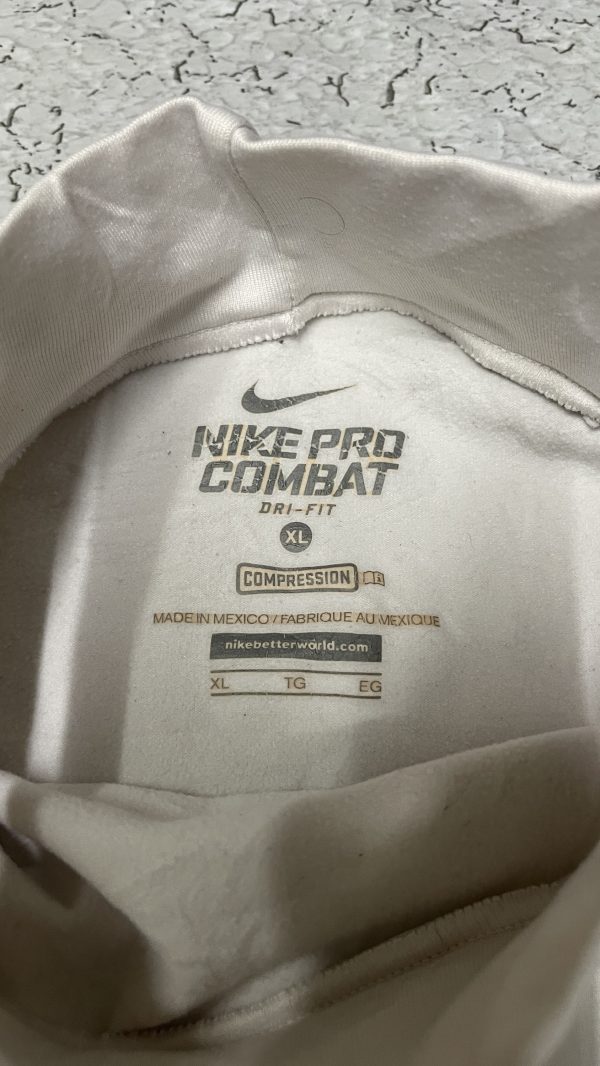 NIKE PRO
COMBAT
DRI-FIT
XL
COMPRESSION
MADE IN MEXICO / FABRIQUE AU MEXIQUE
nikebetterworld.com
XL TG EG